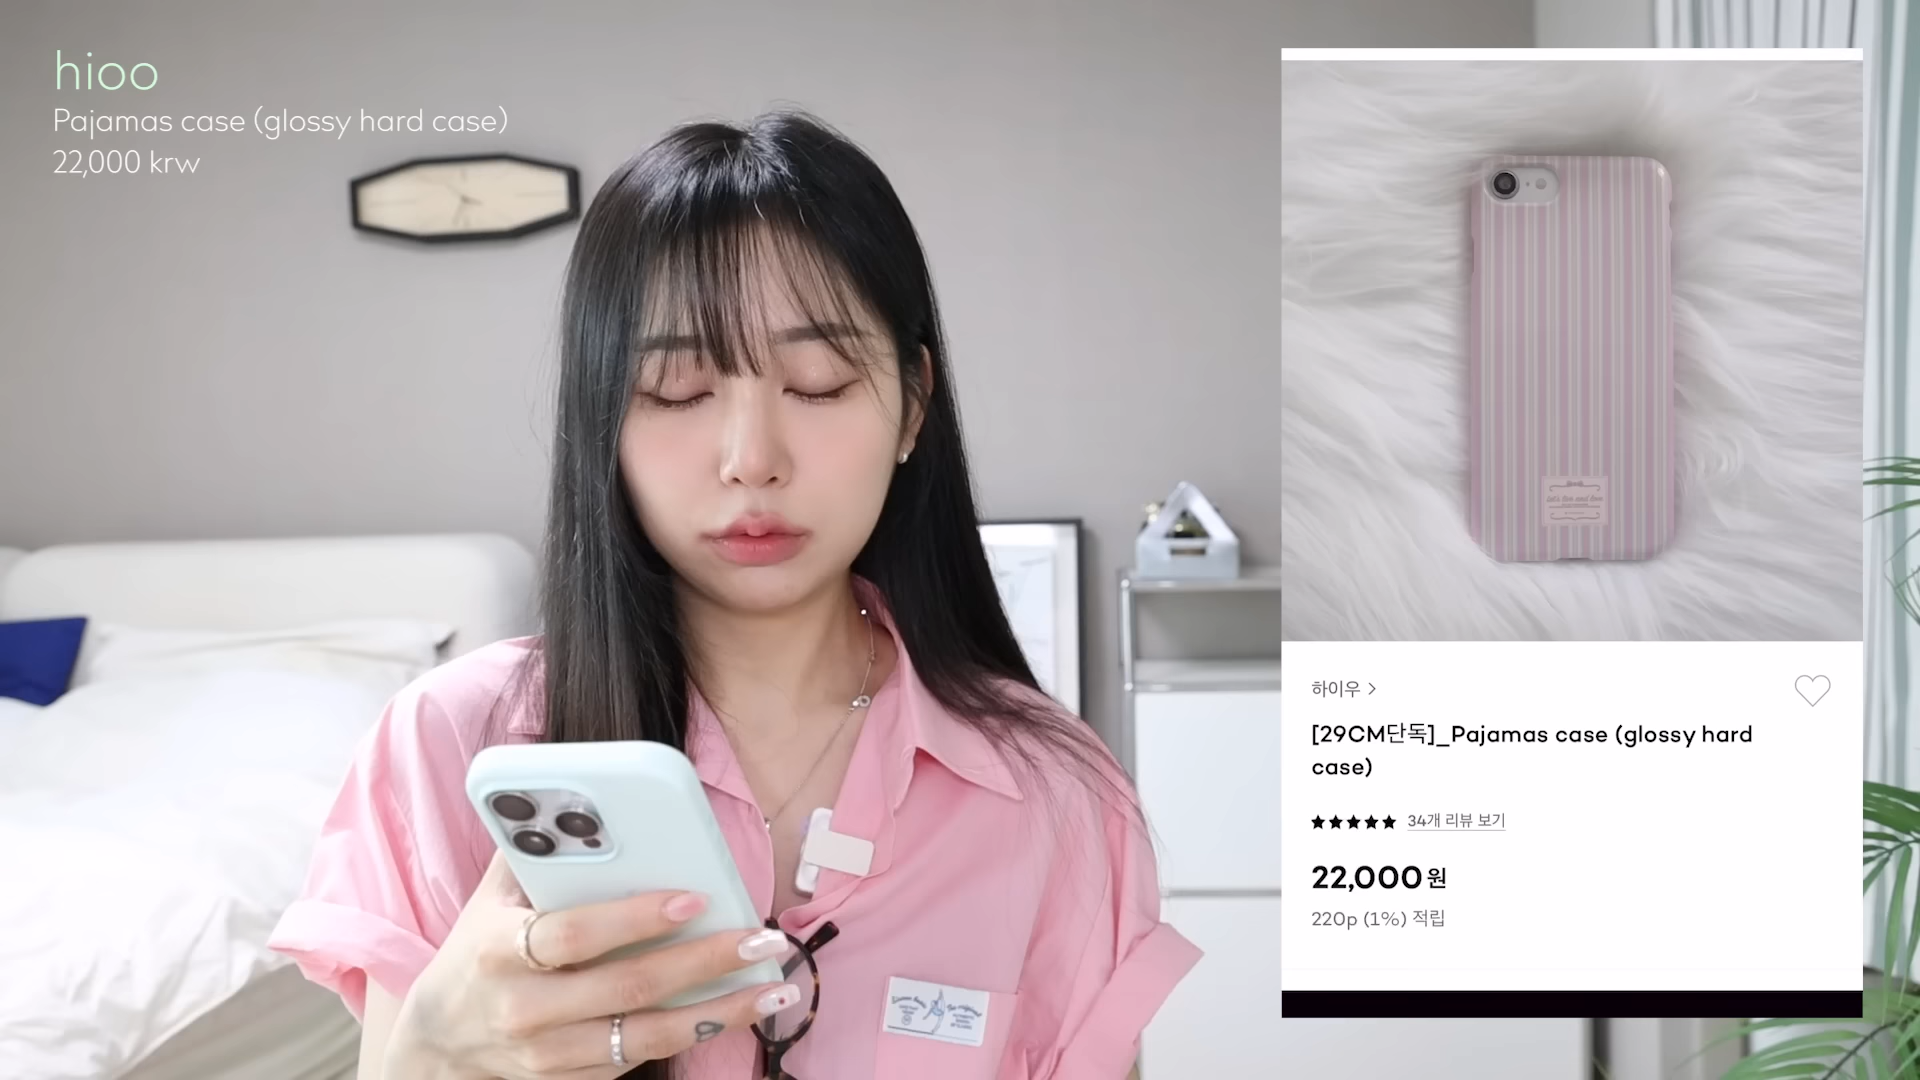 hioo
Pajamas case (glossy hard case)
22,000 krw
하이우 >
[29CM단독]_Pajamas case (glossy hard
case)
★★★★★ 34개 리뷰 보기
22,000원
220p (1%) 적립